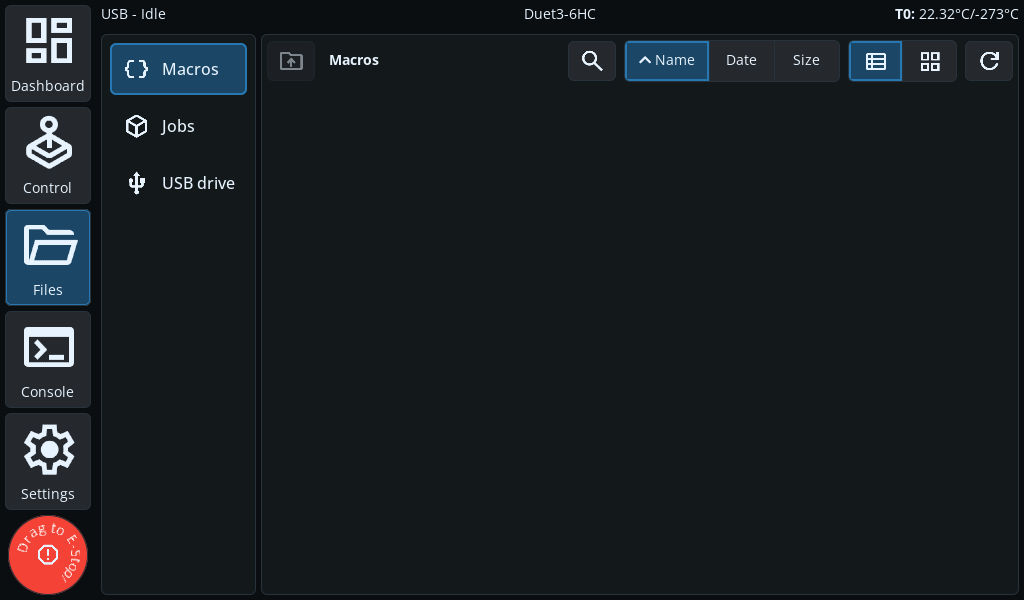 USB - Idle
Duet3-6HC
T0: 22.32°C/-273°C
Dashboard
Control
Files
Console
Settings
Drag to E-Stop!
Macros
Jobs
USB drive
Macros
Name
Date
Size